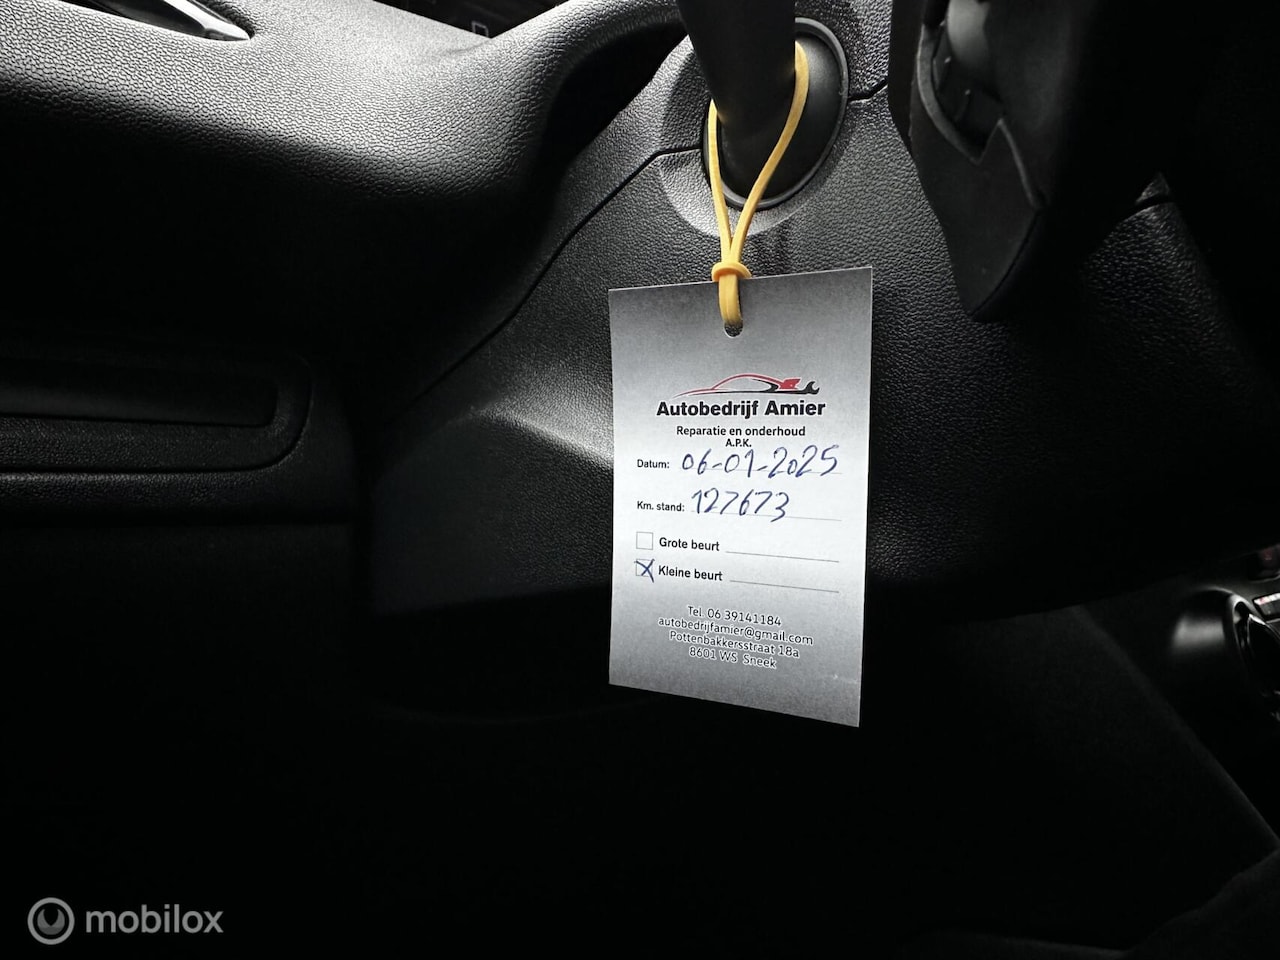 Autobedrijf Amier
Reparatie en onderhoud
A.P.K.
Datum: 06-01-2025
Km. stand: 127673
Grote beurt
Kleine beurt
Tel. 06 39141184
autobedrijfamier@gmail.com
Pottenbakkersstraat 18a
8601 WS Sneek
mobilox